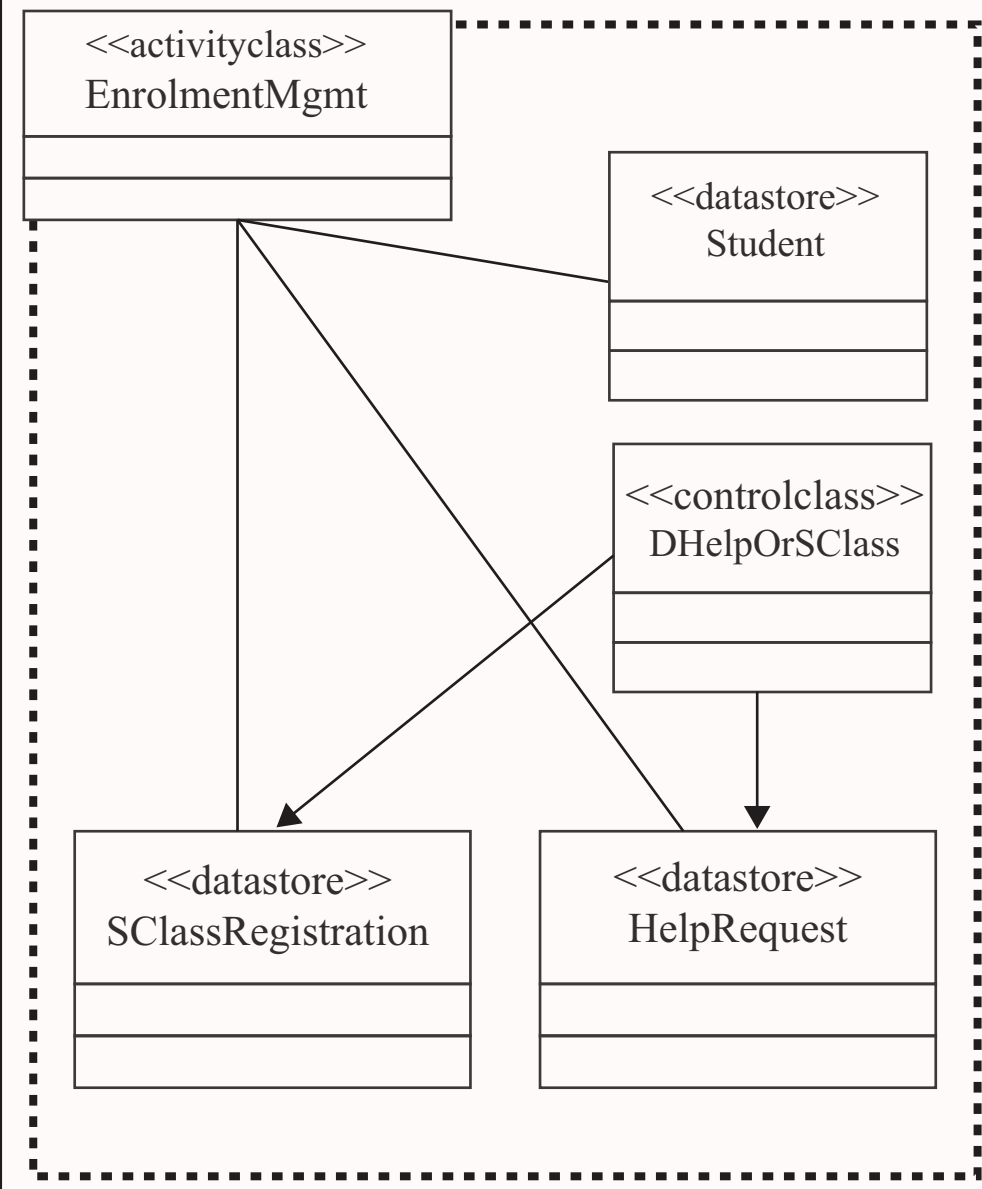 <<activityclass>>
EnrolmentMgmt
<<datastore>>
Student
<<controlclass>>
DHelpOrSClass
<<datastore>>
SClassRegistration
<<datastore>>
HelpRequest